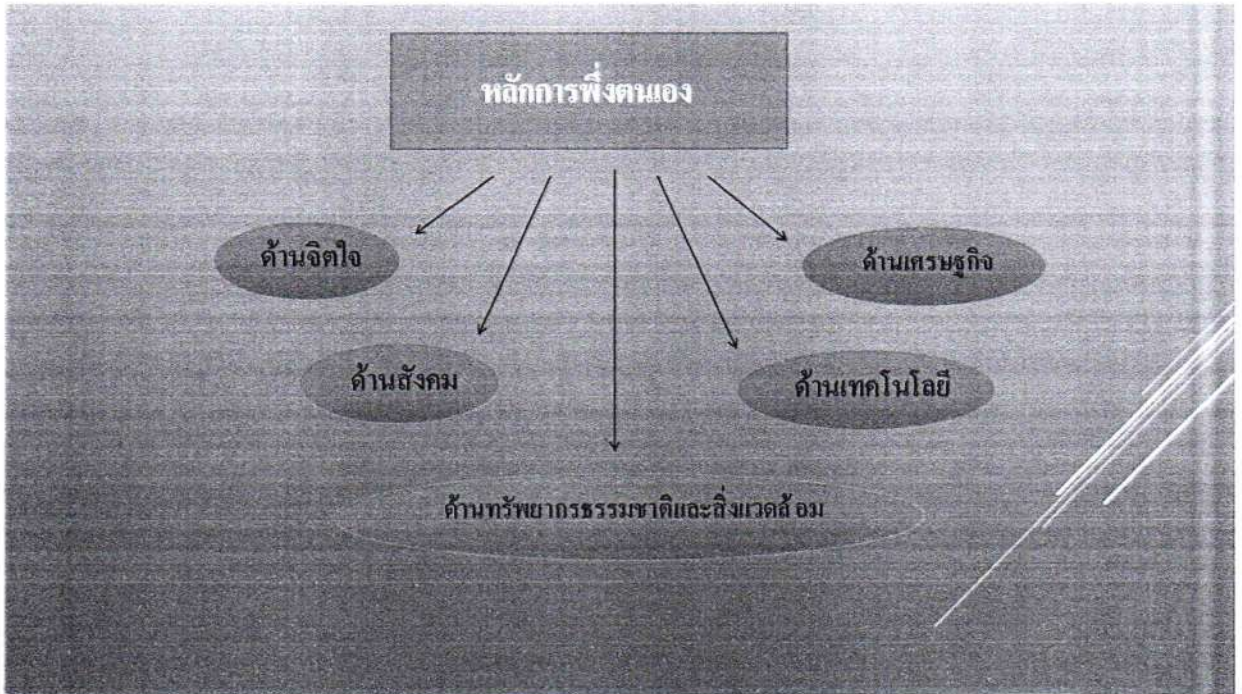 หลักการพึ่งตนเอง
ด้านจิตใจ
ด้านเศรษฐกิจ
ด้านสังคม
ด้านเทคโนโลยี
ด้านทรัพยากรธรรมชาติและสิ่งแวดล้อม